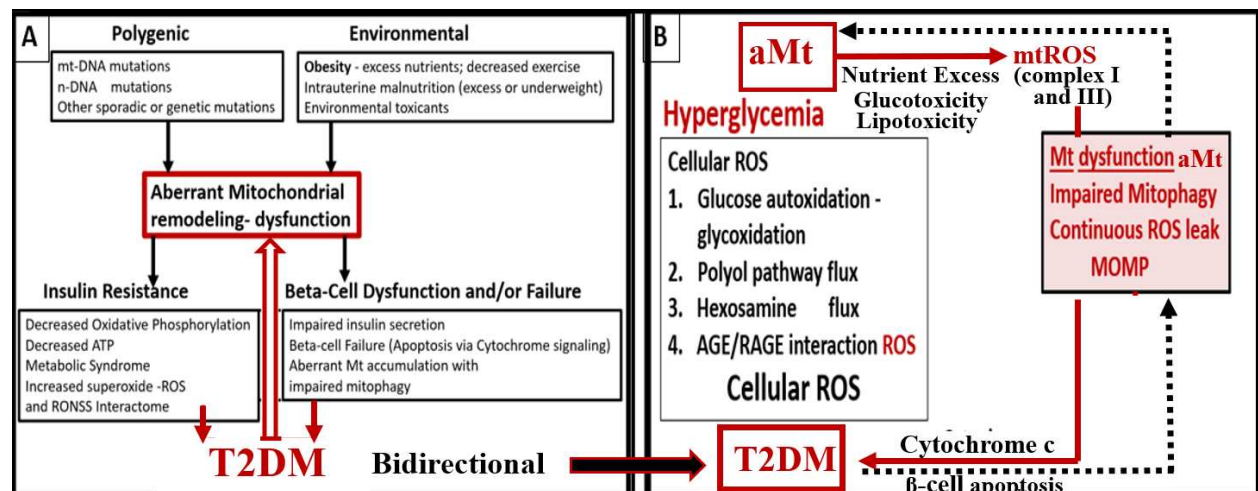 A
Polygenic
mt-DNA mutations
n-DNA mutations
Other sporadic or genetic mutations
Environmental
Obesity - excess nutrients; decreased exercise
Intrauterine malnutrition (excess or underweight)
Environmental toxicants
Aberrant Mitochondrial
remodeling- dysfunction
Insulin Resistance
Decreased Oxidative Phosphorylation
Decreased ATP
Metabolic Syndrome
Increased superoxide -ROS
and RONSS Interactome
Beta-Cell Dysfunction and/or Failure
Impaired insulin secretion
Beta-cell Failure (Apoptosis via Cytochrome signaling)
Aberrant Mt accumulation with
impaired mitophagy
T2DM
Bidirectional
B
aMt
Nutrient Excess
Glucotoxicity
Lipotoxicity
mtROS
(complex I
and III)
Hyperglycemia
Cellular ROS
1. Glucose autoxidation -
glycoxidation
2. Polyol pathway flux
3. Hexosamine flux
4. AGE/RAGE interaction ROS
Cellular ROS
Mt dysfunction aMt
Impaired Mitophagy
Continuous ROS leak
MOMP
T2DM
Cytochrome c
β-cell apoptosis